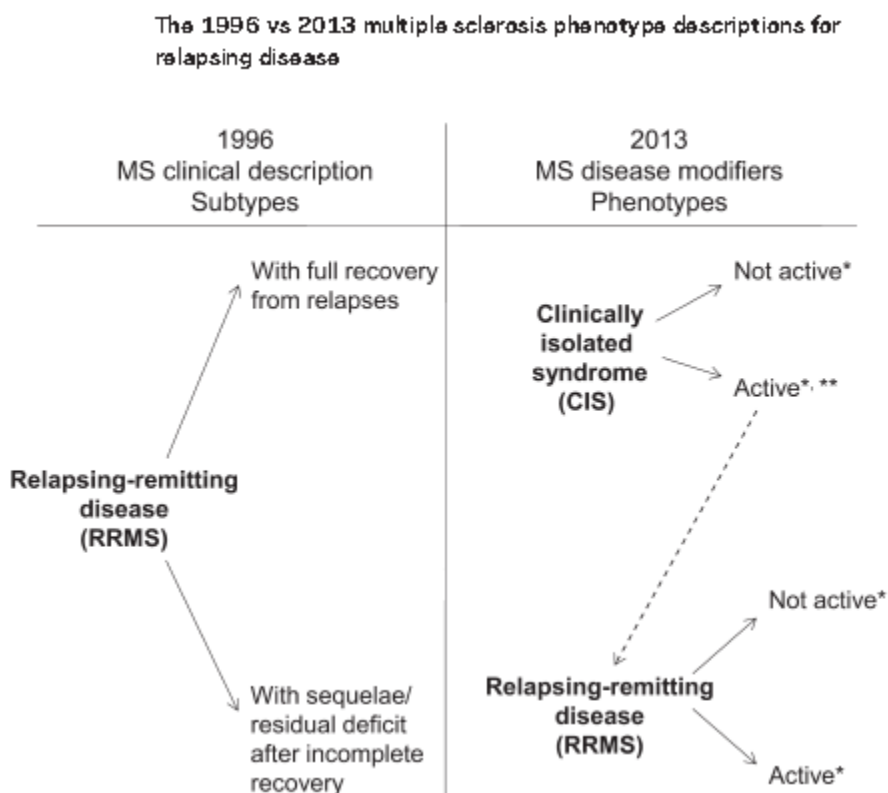 The 1996 vs 2013 multiple sclerosis phenotype descriptions for
relapsing disease
1996
MS clinical description
Subtypes
With full recovery
from relapses
Relapsing-remitting
disease
(RRMS)
With sequelae/
residual deficit
after incomplete
recovery
2013
MS disease modifiers
Phenotypes
Not active*
Clinically
isolated
syndrome
(CIS)
Active*, **
Not active*
Relapsing-remitting
disease
(RRMS)
Active*